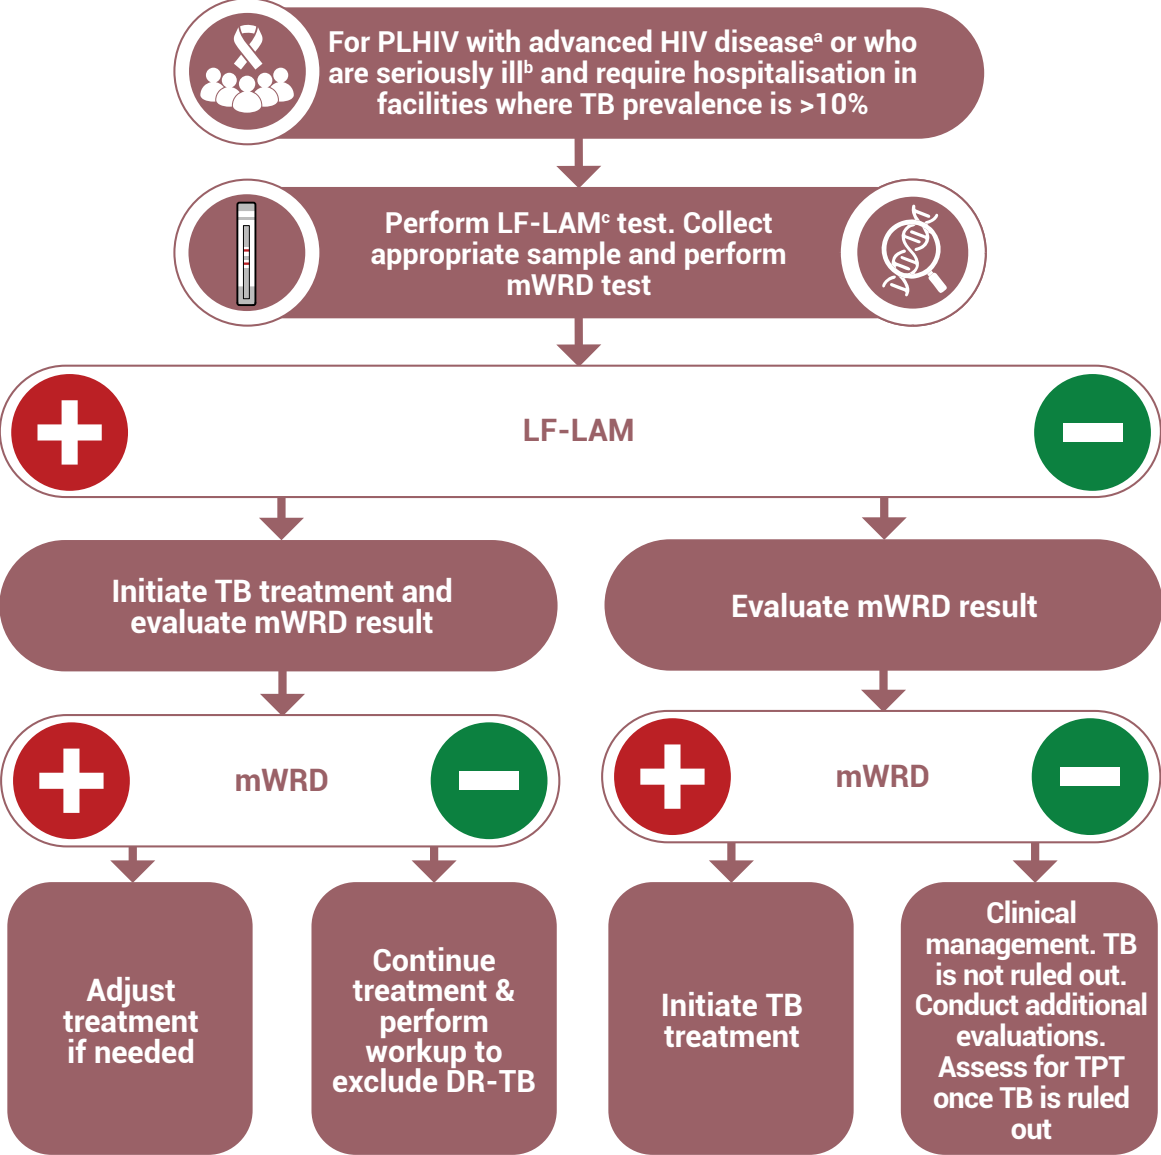 For PLHIV with advanced HIV diseaseᵃ or who
are seriously illᵇ and require hospitalisation in
facilities where TB prevalence is >10%
Perform LF-LAMᶜ test. Collect
appropriate sample and perform
mWRD test
LF-LAM
Initiate TB treatment and
evaluate mWRD result
Evaluate mWRD result
mWRD
mWRD
Adjust
treatment
if needed
Continue
treatment &
perform
workup to
exclude DR-TB
Initiate TB
treatment
Clinical
management. TB
is not ruled out.
Conduct additional
evaluations.
Assess for TPT
once TB is ruled
out